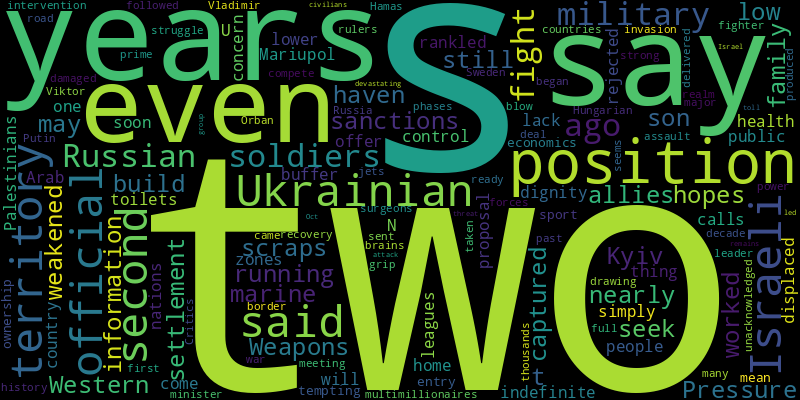 intervention
followed
Vladimir
civilians
Hamas
military
low
years
S
say
road
struggle
U
concern
rulers
fight
countries
invasion
fighter
delivered
family
produced
prime
Mariupol
lower
rankled
still
Sweden
rejected
strong
Israel
damaged
Viktor
even
haven
devastating
compete
began
realm
major
toll
one
Orban
Russia
phases
blow
Hungarian
may
soon
group
sanctions
control
lack
ago
son
health
Putin
offer
deal
economics
assault
public
Palestinians
Russian
soldiers
position
seems
Arab
build
buffer
jets
ready
dignity
allies
hopes
power
toilets
Ukrainian
surgeons
forces
threat
sport
calls
led
territory
official
weakened
information
second
two
Oct
N
proposal
past
decade
came
recovery
sent
taken
leader
remains
scraps
brains
attack
Kyiv
thing
zones
grip
captured
worked
unacknowledged
Israeli
displaced
ownership
country
nations
settlement
running
marine
drawing
nearly
border
said
leagues
full
simply
seek
Critics
war
Weapons
people
thousands
many
first
meeting
home
mean
history
Western
come
will
entry
t
minister
tempting
multimillionaires
indefinite
Pressure